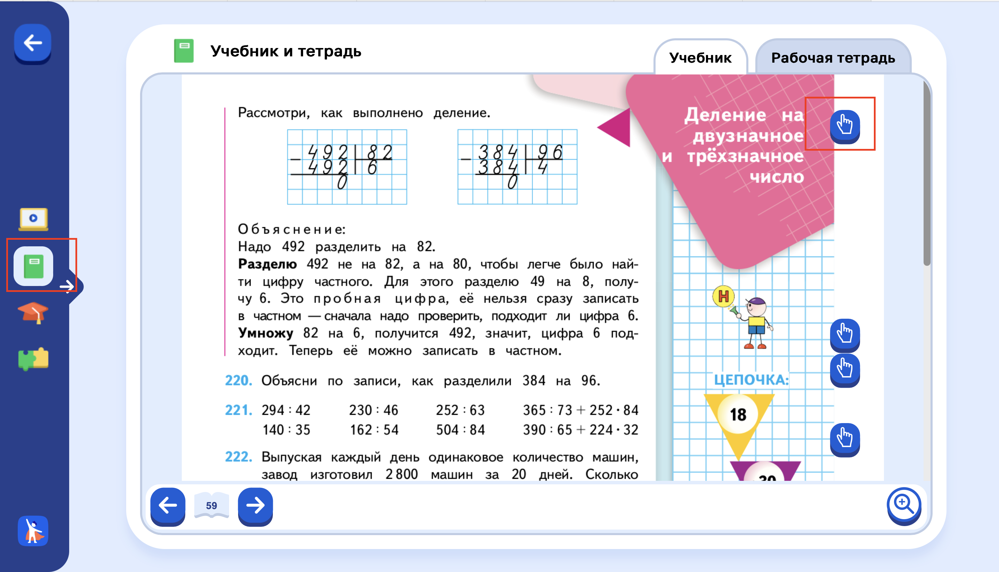 Учебник и тетрадь
Учебник
Рабочая тетрадь
Рассмотри, как выполнено деление.
Деление на
двузначное
и трёхзначное
число
− 492 | 82
492 | 6
0
− 384 | 96
384 | 4
0
Объяснение:
Надо 492 разделить на 82.
Разделю 492 не на 82, а на 80, чтобы легче было най-
ти цифру частного. Для этого разделю 49 на 8, полу-
чу 6. Это пробная цифра, её нельзя сразу записать
в частном — сначала надо проверить, подходит ли цифра 6.
Умножу 82 на 6, получится 492, значит, цифра 6 под-
ходит. Теперь её можно записать в частном.
Н
220. Объясни по записи, как разделили 384 на 96.
221. 294 : 42 230 : 46 252 : 63 365 : 73 + 252 · 84
140 : 35 162 : 54 504 : 84 390 : 65 + 224 · 32
222. Выпуская каждый день одинаковое количество машин,
завод изготовил 2 800 машин за 20 дней. Сколько
ЦЕПОЧКА:
18
59